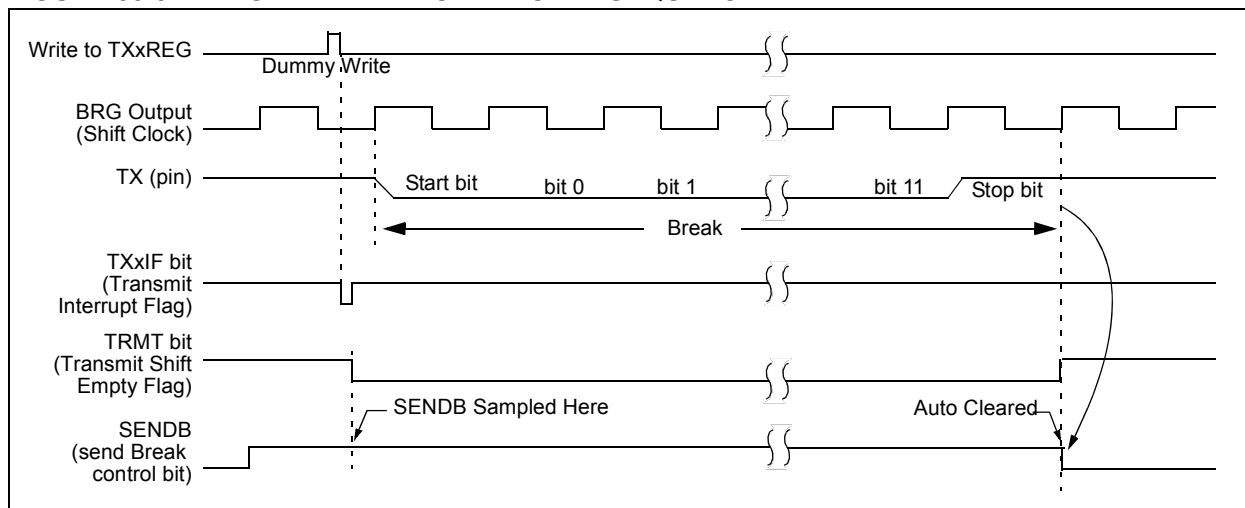 Write to TXxREG
Dummy Write
BRG Output
(Shift Clock)
TX (pin)
Start bit
bit 0
bit 1
bit 11
Stop bit
Break
TXxIF bit
(Transmit
Interrupt Flag)
TRMT bit
(Transmit Shift
Empty Flag)
SENDB Sampled Here
Auto Cleared
SENDB
(send Break
control bit)